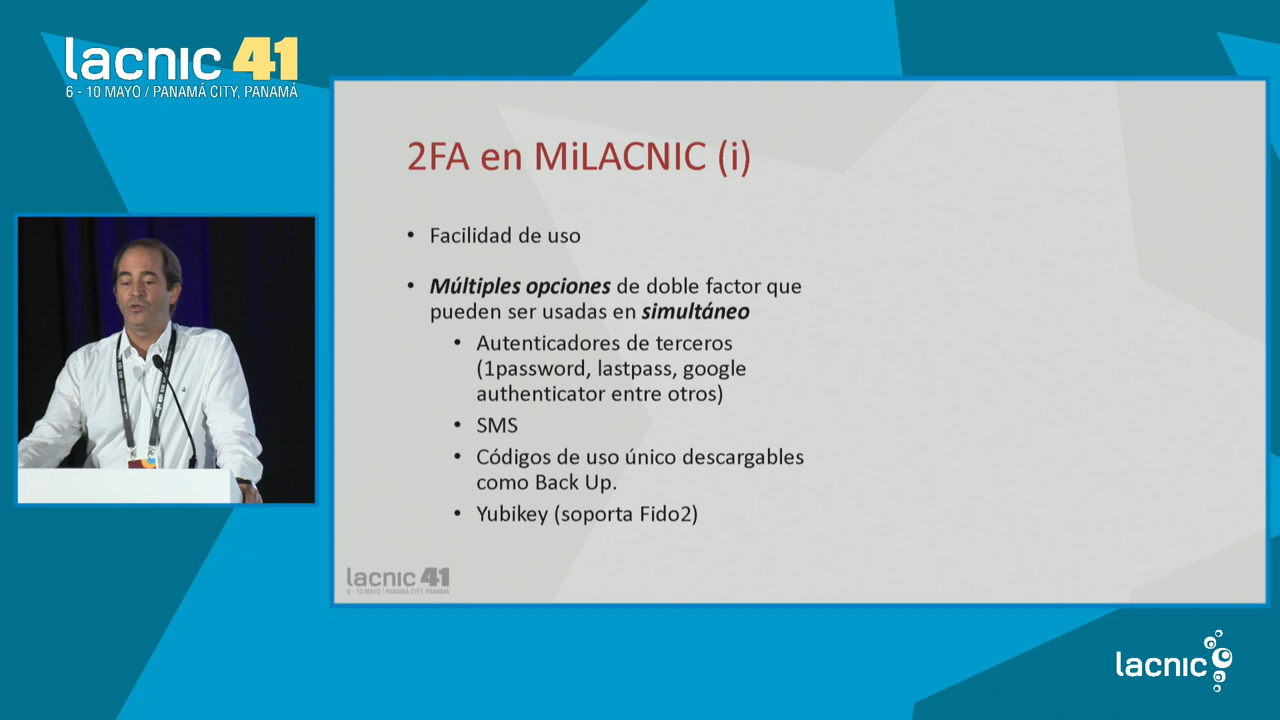 lacnic 41
6 - 10 MAYO / PANAMÁ CITY, PANAMÁ
2FA en MiLACNIC (i)
• Facilidad de uso
• Múltiples opciones de doble factor que
pueden ser usadas en simultáneo
• Autenticadores de terceros
(1password, lastpass, google
authenticator entre otros)
• SMS
• Códigos de uso único descargables
como Back Up.
• Yubikey (soporta Fido2)
lacnic 41
6 - 10 MAYO / PANAMÁ CITY, PANAMÁ
lacnic